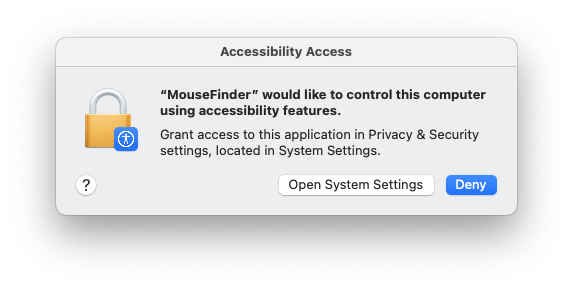 Accessibility Access
“MouseFinder” would like to control this computer
using accessibility features.
Grant access to this application in Privacy & Security
settings, located in System Settings.
?
Open System Settings
Deny